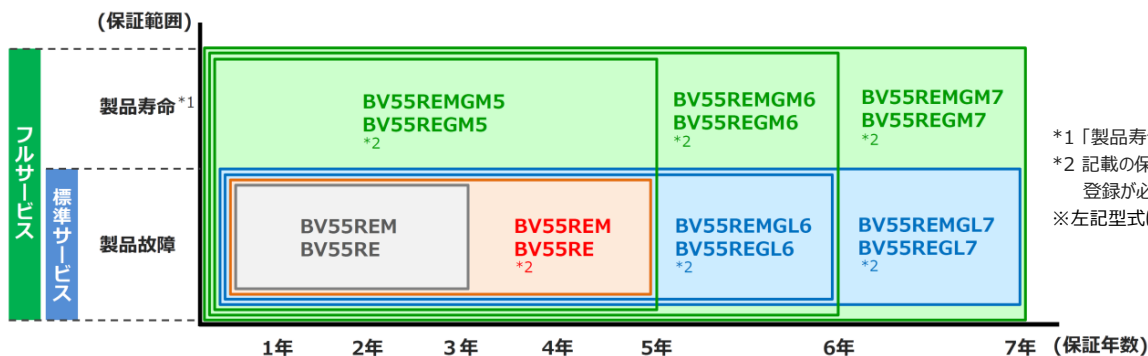 (保証範囲)
フルサービス
標準サービス
製品寿命*1
製品故障
BV55REMGM5
BV55REGM5
*2
BV55REMGM6
BV55REGM6
*2
BV55REMGM7
BV55REGM7
*2
BV55REM
BV55RE
BV55REM
BV55RE
*2
BV55REMGL6
BV55REGL6
*2
BV55REMGL7
BV55REGL7
*2
*1「製品寿
*2 記載の保
登録が必
※左記型式
1年 2年 3年 4年 5年 6年 7年 (保証年数)